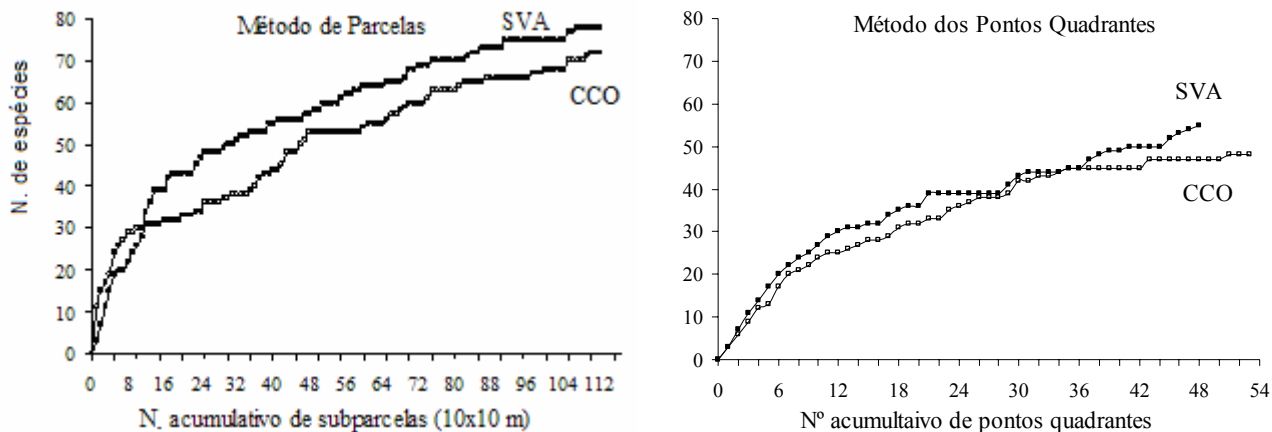 Método de Parcelas
SVA
CCO
N. de espécies
80
70
60
50
40
30
20
10
0
0 8 16 24 32 40 48 56 64 72 80 88 96 104 112
N. acumulativo de subparcelas (10x10 m)
Método dos Pontos Quadrantes
SVA
CCO
80
70
60
50
40
30
20
10
0
0 6 12 18 24 30 36 42 48 54
Nº acumultaivo de pontos quadrantes